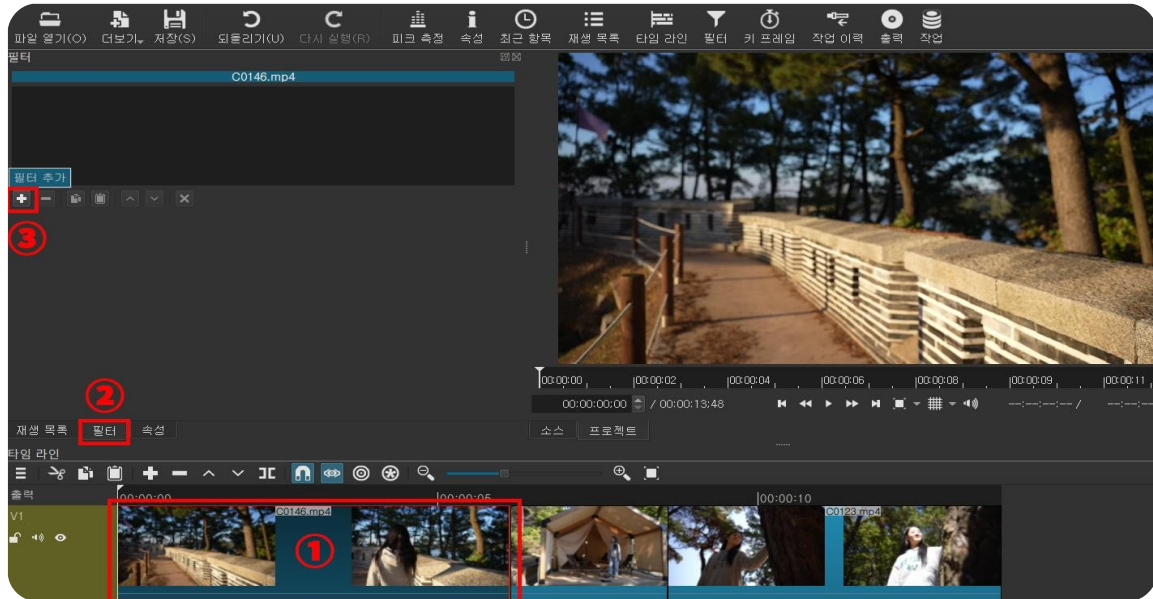 파일 열기(O) 더보기 저장(S) 되돌리기(U) 다시 실행(R) 피크 측정 속성 최근 항목 재생 목록 타임 라인 필터 키 프레임 작업 이력 출력 작업
필터
C0146.mp4
필터 추가
③
00:00:00 00:00:02 00:00:04 00:00:06 00:00:08 00:00:09 00:00:11
②
00:00:00:00 / 00:00:13;48 --:--:--:-- /
재생 목록 필터 속성 소스 프로젝트
타임 라인
출력 00:00:00 00:00:05 00:00:10
V1 C0146.mp4 C0123.mp4
①